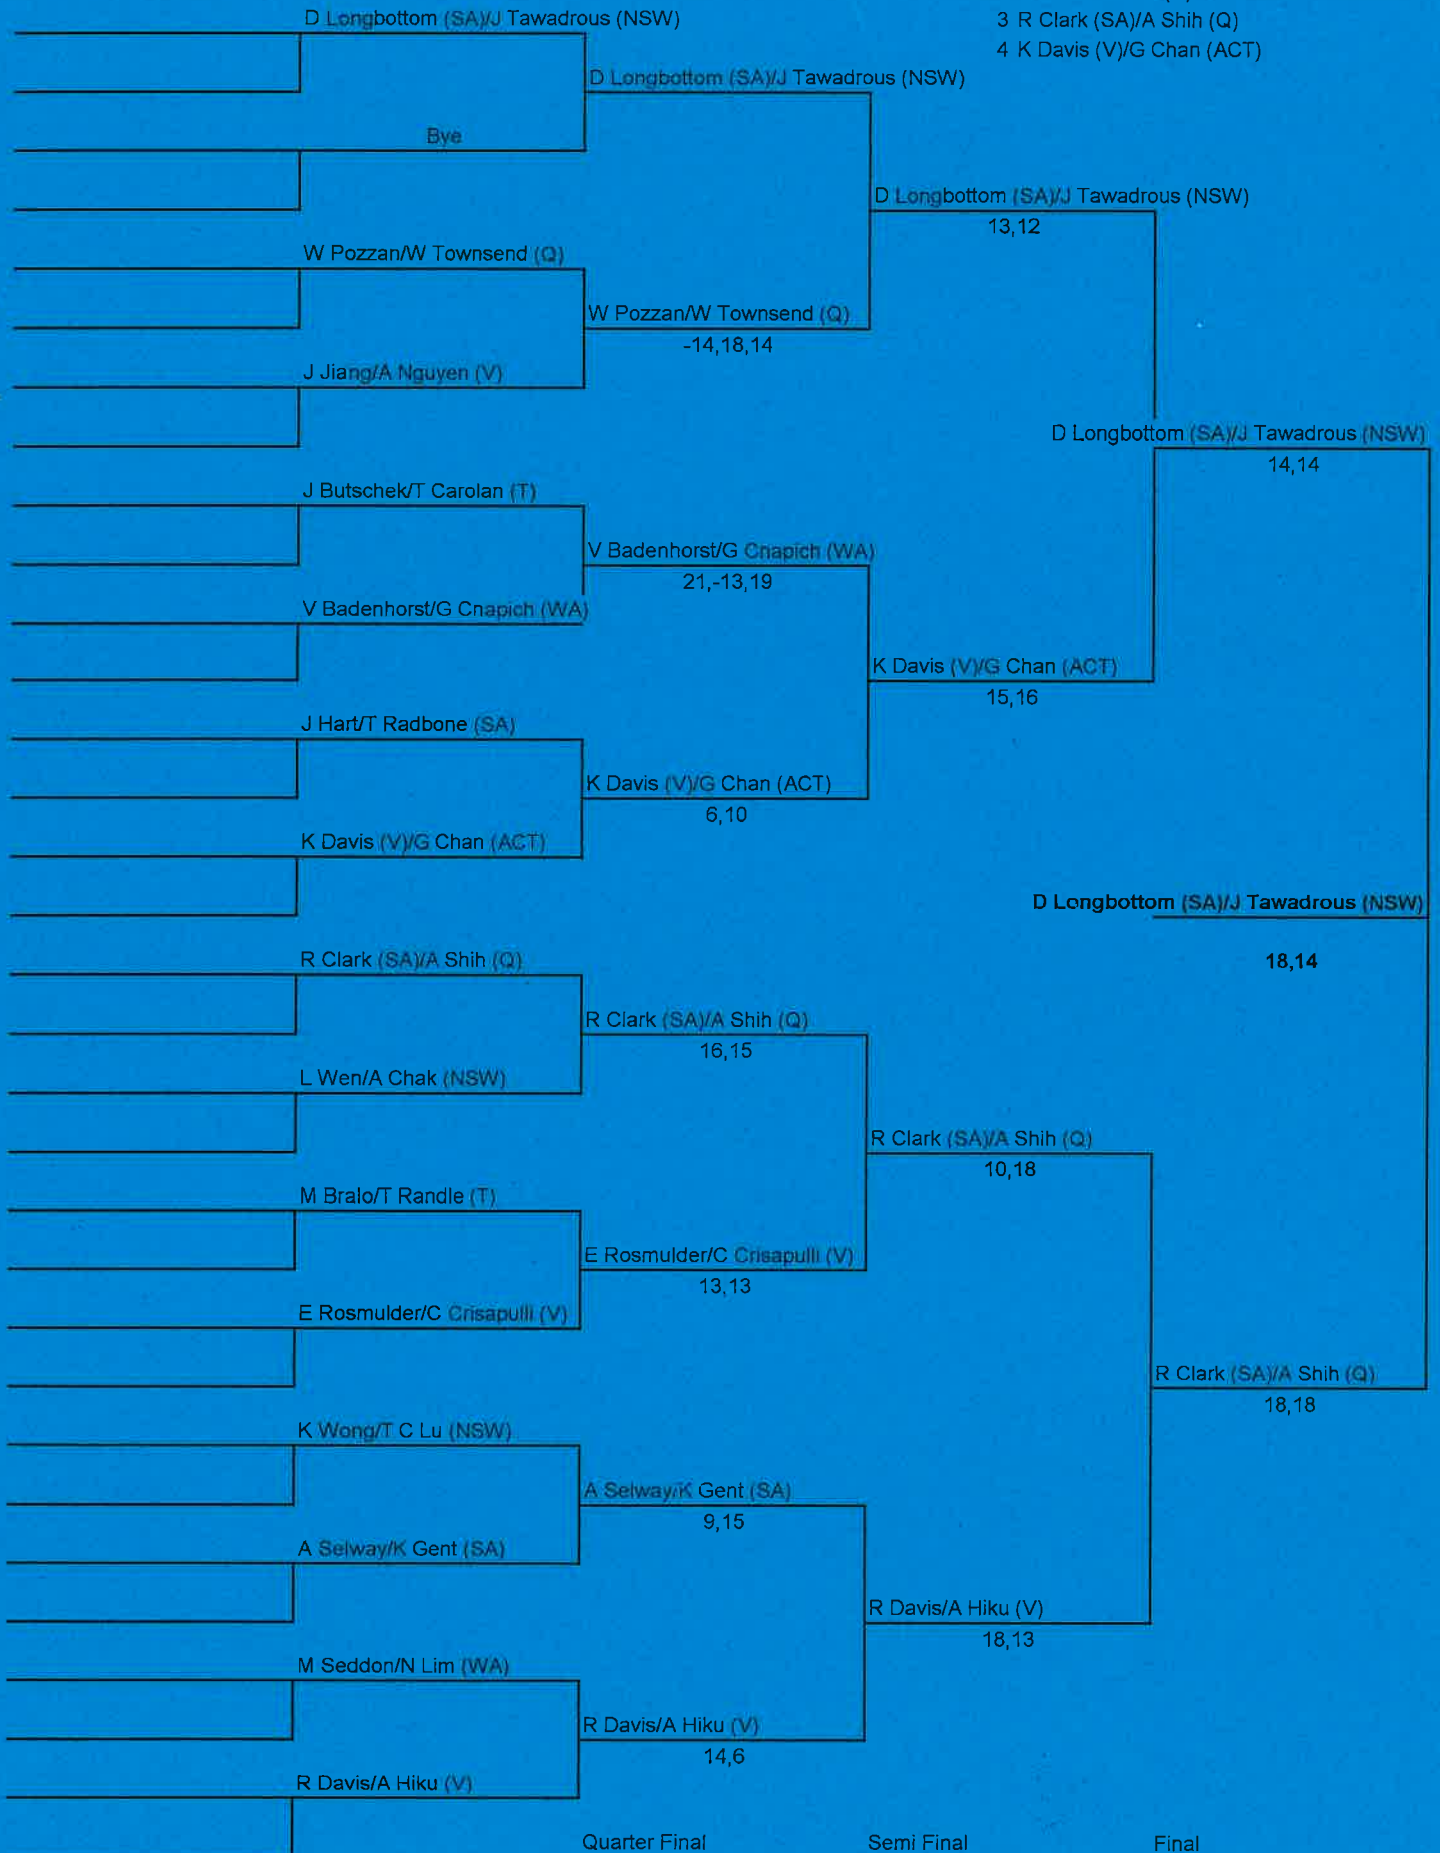 D Longbottom (SA)/J Tawadrous (NSW)
3 R Clark (SA)/A Shih (Q)
4 K Davis (V)/G Chan (ACT)
D Longbottom (SA)/J Tawadrous (NSW)
Bye
D Longbottom (SA)/J Tawadrous (NSW)
13,12
W Pozzan/W Townsend (Q)
W Pozzan/W Townsend (Q)
-14,18,14
J Jiang/A Nguyen (V)
D Longbottom (SA)/J Tawadrous (NSW)
14,14
J Butschek/T Carolan (T)
V Badenhorst/G Cnapich (WA)
21,-13,19
V Badenhorst/G Cnapich (WA)
K Davis (V)/G Chan (ACT)
15,16
J Hart/T Radbone (SA)
K Davis (V)/G Chan (ACT)
6,10
K Davis (V)/G Chan (ACT)
D Longbottom (SA)/J Tawadrous (NSW)
18,14
R Clark (SA)/A Shih (Q)
R Clark (SA)/A Shih (Q)
16,15
L Wen/A Chak (NSW)
R Clark (SA)/A Shih (Q)
10,18
M Bralo/T Randle (T)
E Rosmulder/C Crisapulli (V)
13,13
E Rosmulder/C Crisapulli (V)
R Clark (SA)/A Shih (Q)
18,18
K Wong/T C Lu (NSW)
A Selway/K Gent (SA)
9,15
A Selway/K Gent (SA)
R Davis/A Hiku (V)
18,13
M Seddon/N Lim (WA)
R Davis/A Hiku (V)
14,6
R Davis/A Hiku (V)
Quarter Final
Semi Final
Final